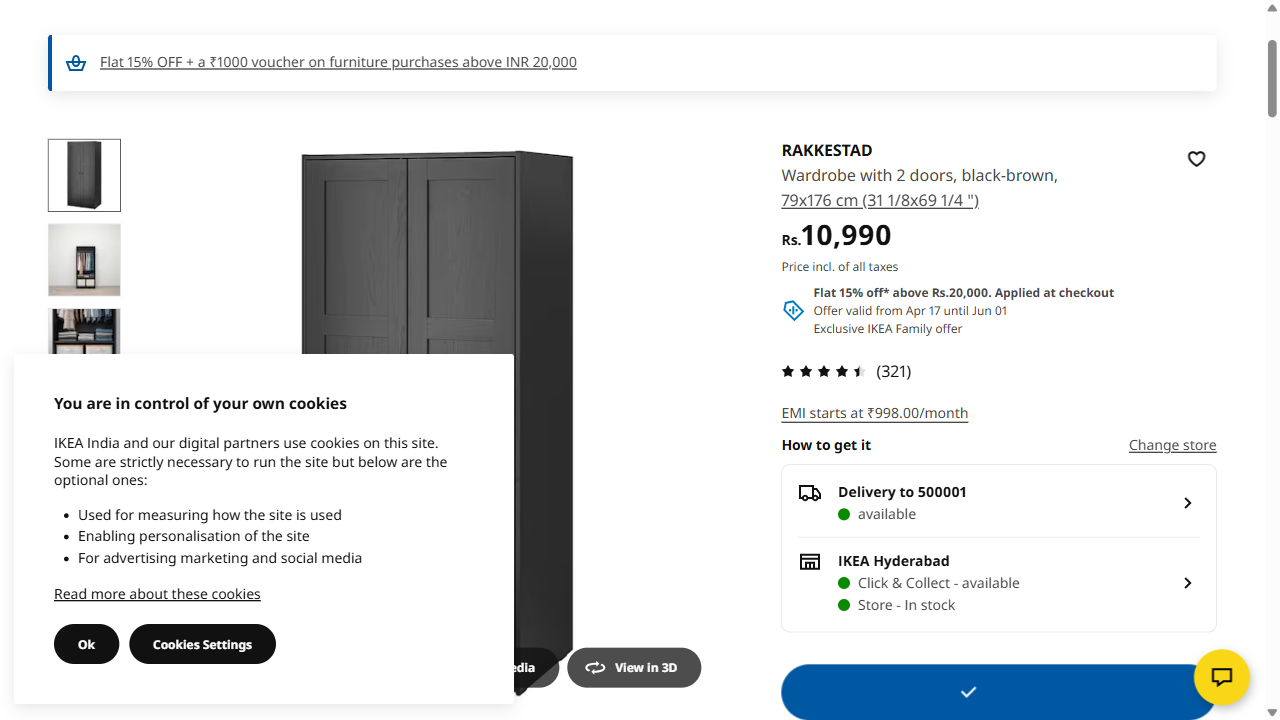 Flat 15% OFF + a ₹1000 voucher on furniture purchases above INR 20,000
RAKKESTAD
Wardrobe with 2 doors, black-brown,
79x176 cm (31 1/8x69 1/4 ")
Rs.10,990
Price incl. of all taxes
Flat 15% off* above Rs.20,000. Applied at checkout
Offer valid from Apr 17 until Jun 01
Exclusive IKEA Family offer
(321)
EMI starts at ₹998.00/month
How to get it
Change store
Delivery to 500001
available
IKEA Hyderabad
Click & Collect - available
Store - In stock
You are in control of your own cookies
IKEA India and our digital partners use cookies on this site.
Some are strictly necessary to run the site but below are the
optional ones:
Used for measuring how the site is used
Enabling personalisation of the site
For advertising marketing and social media
Read more about these cookies
Ok
Cookies Settings
View in 3D